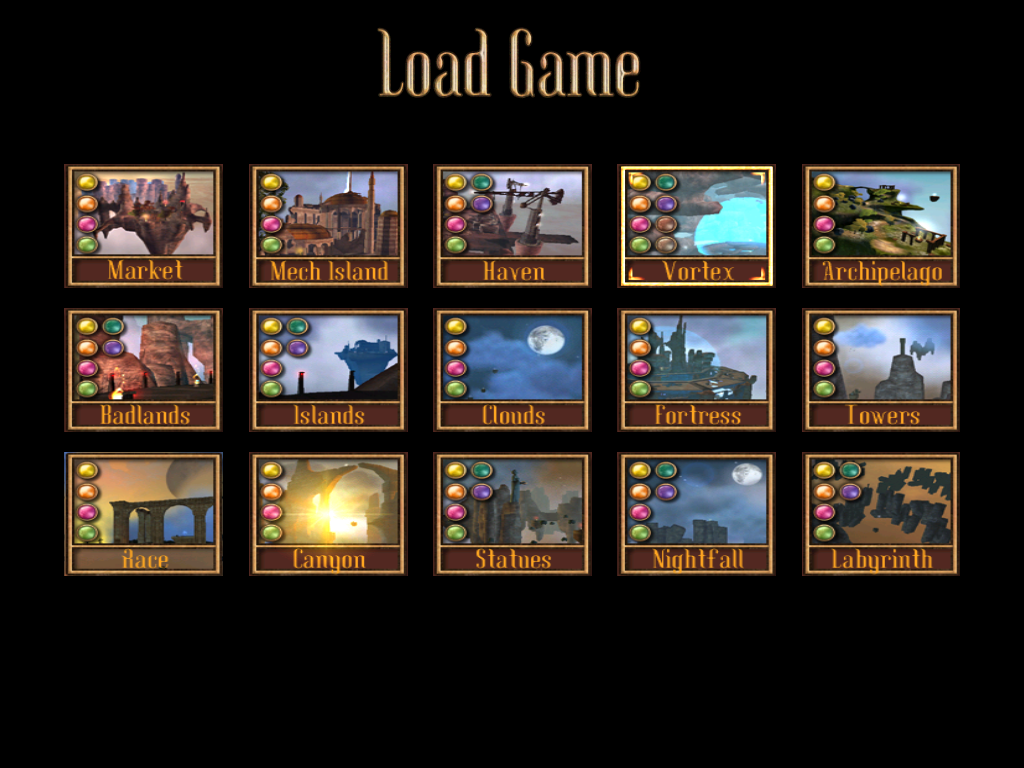 Load Game
Market
Mech Island
Haven
Vortex
Archipelago
Badlands
Islands
Clouds
Fortress
Towers
Race
Canyon
Statues
Nightfall
Labyrinth